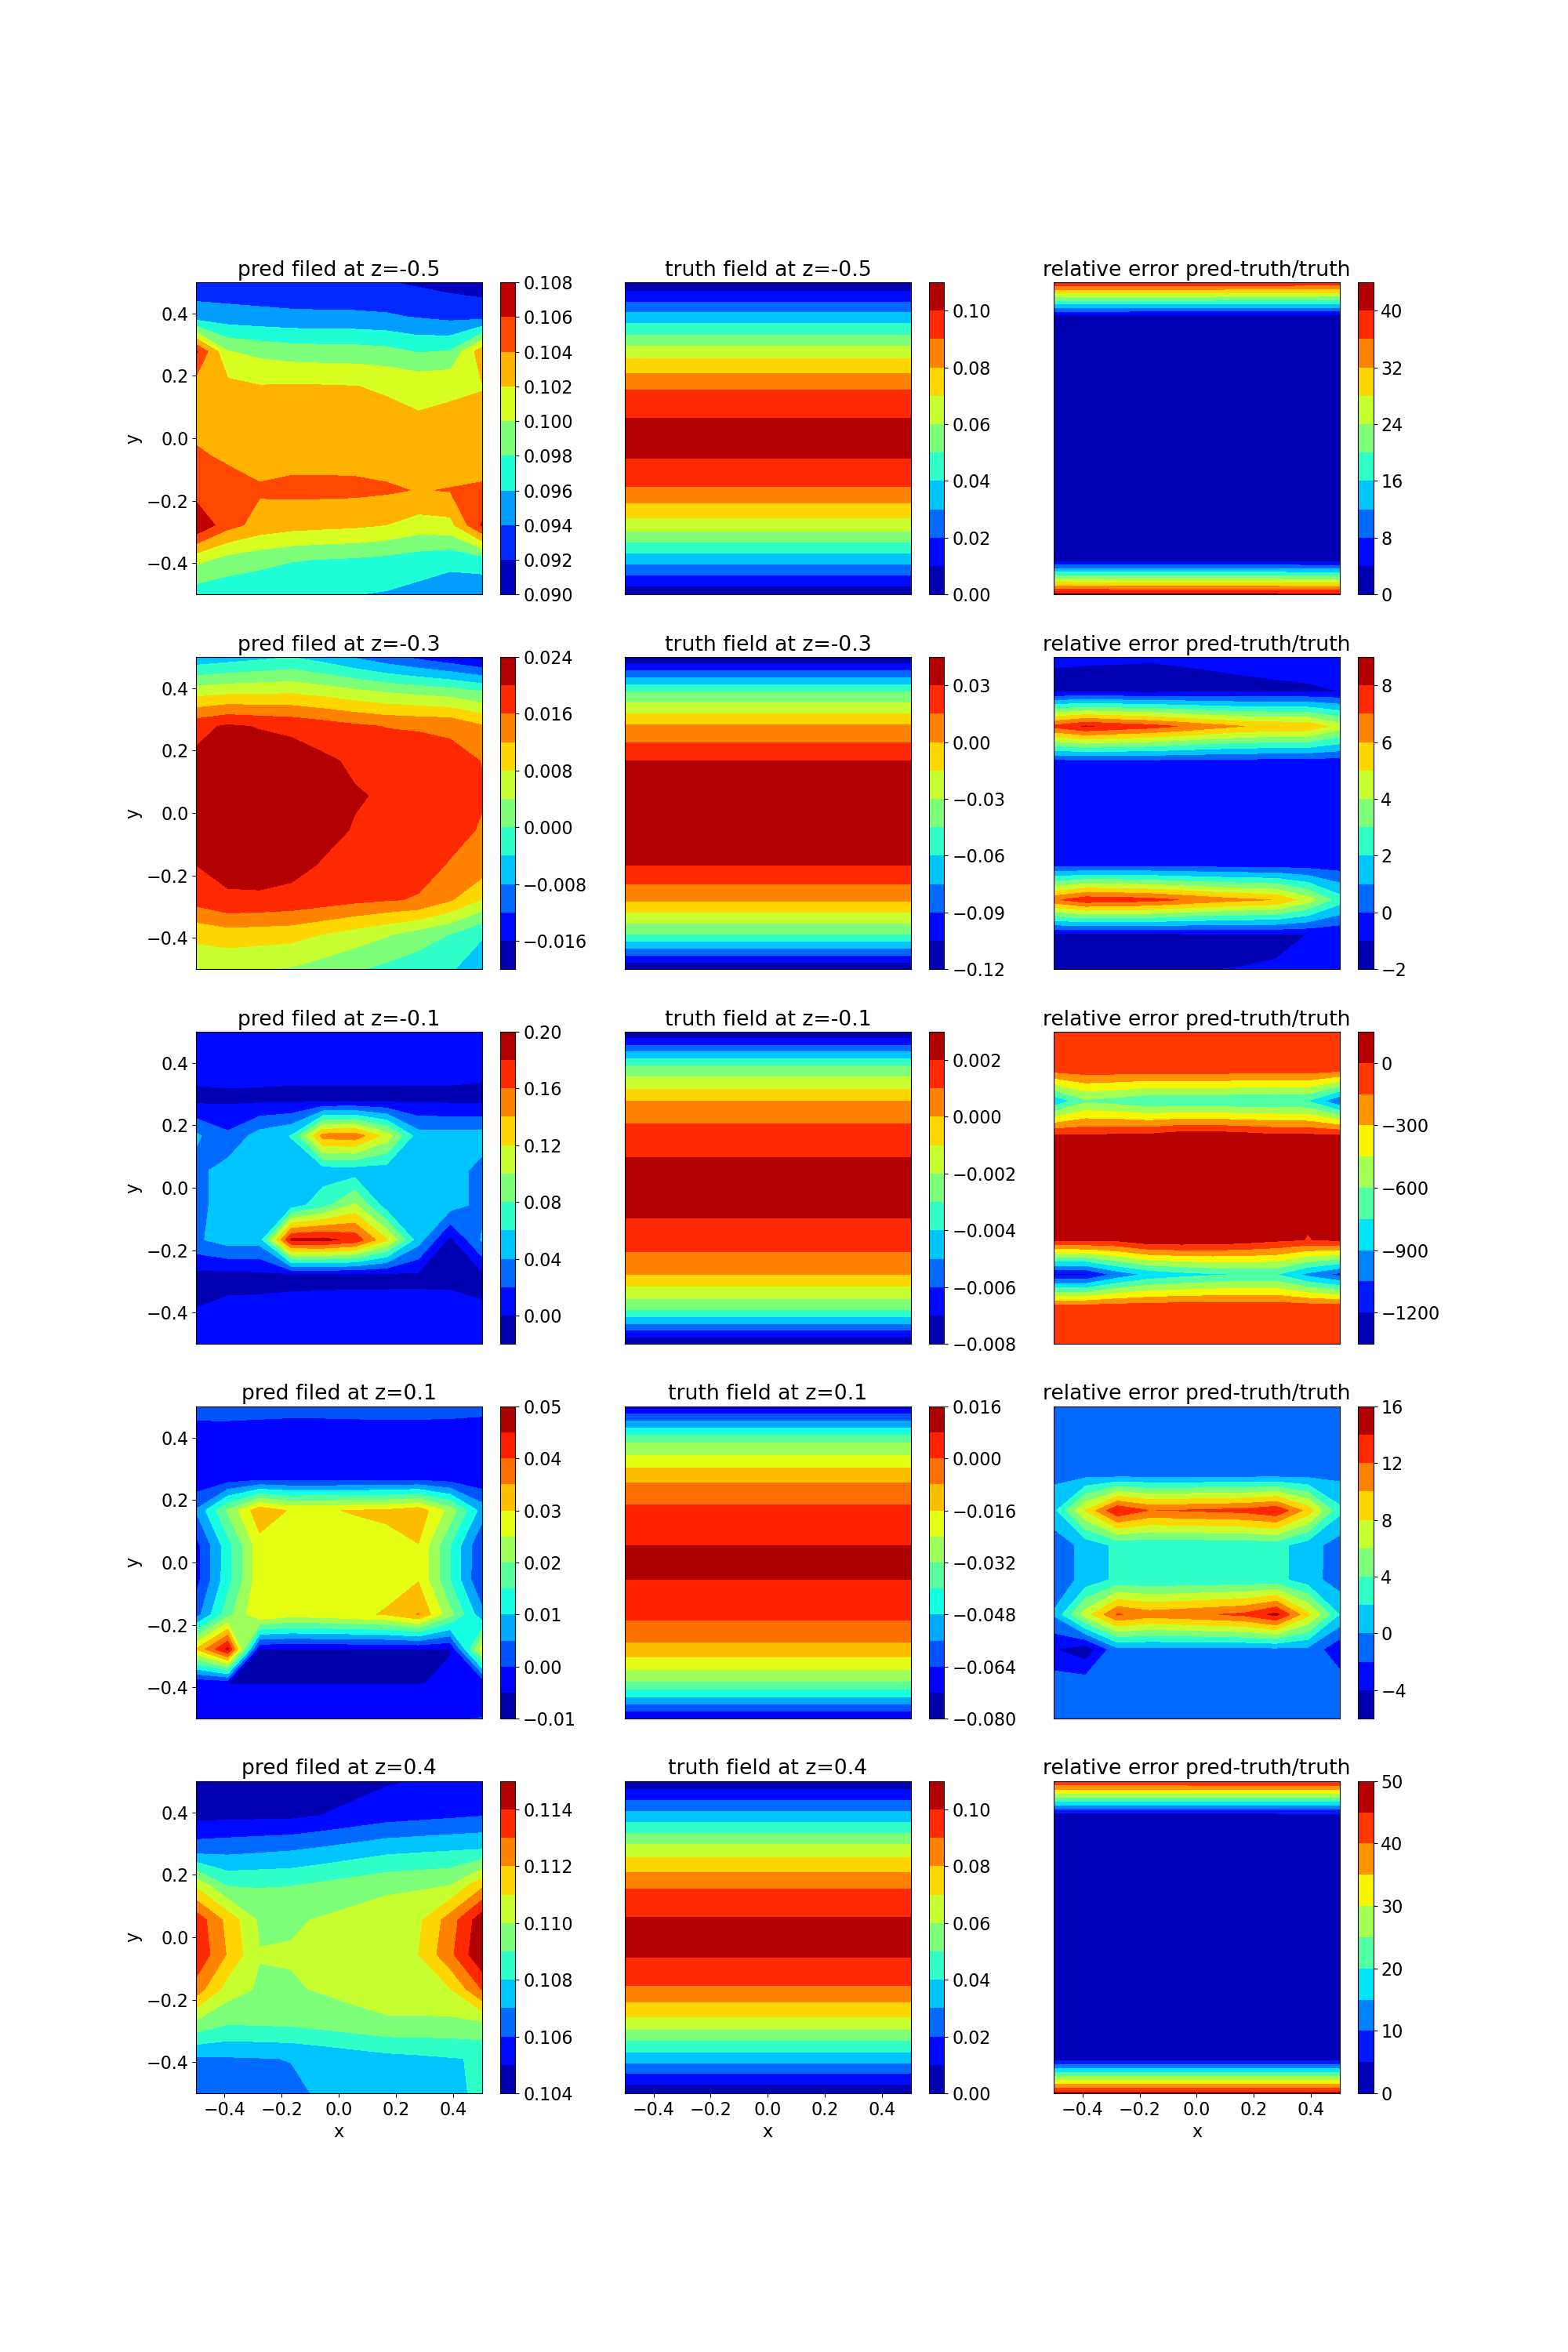 pred filed at z=-0.5 truth field at z=-0.5 relative error pred-truth/truth
0.4 0.2 0.0 −0.2 −0.4
y
0.108 0.106 0.104 0.102 0.100 0.098 0.096 0.094 0.092 0.090
0.10 0.08 0.06 0.04 0.02 0.00
40 32 24 16 8 0
pred filed at z=-0.3 truth field at z=-0.3 relative error pred-truth/truth
0.4 0.2 0.0 −0.2 −0.4
y
0.024 0.016 0.008 0.000 −0.008 −0.016
0.03 0.00 −0.03 −0.06 −0.09 −0.12
8 6 4 2 0 −2
pred filed at z=-0.1 truth field at z=-0.1 relative error pred-truth/truth
0.4 0.2 0.0 −0.2 −0.4
y
0.20 0.16 0.12 0.08 0.04 0.00
0.002 0.000 −0.002 −0.004 −0.006 −0.008
0 −300 −600 −900 −1200
pred filed at z=0.1 truth field at z=0.1 relative error pred-truth/truth
0.4 0.2 0.0 −0.2 −0.4
y
0.05 0.04 0.03 0.02 0.01 0.00 −0.01
0.016 0.000 −0.016 −0.032 −0.048 −0.064 −0.080
16 12 8 4 0 −4
pred filed at z=0.4 truth field at z=0.4 relative error pred-truth/truth
0.4 0.2 0.0 −0.2 −0.4
y
0.114 0.112 0.110 0.108 0.106 0.104
0.10 0.08 0.06 0.04 0.02 0.00
50 40 30 20 10 0
−0.4 −0.2 0.0 0.2 0.4 −0.4 −0.2 0.0 0.2 0.4 −0.4 −0.2 0.0 0.2 0.4
x x x